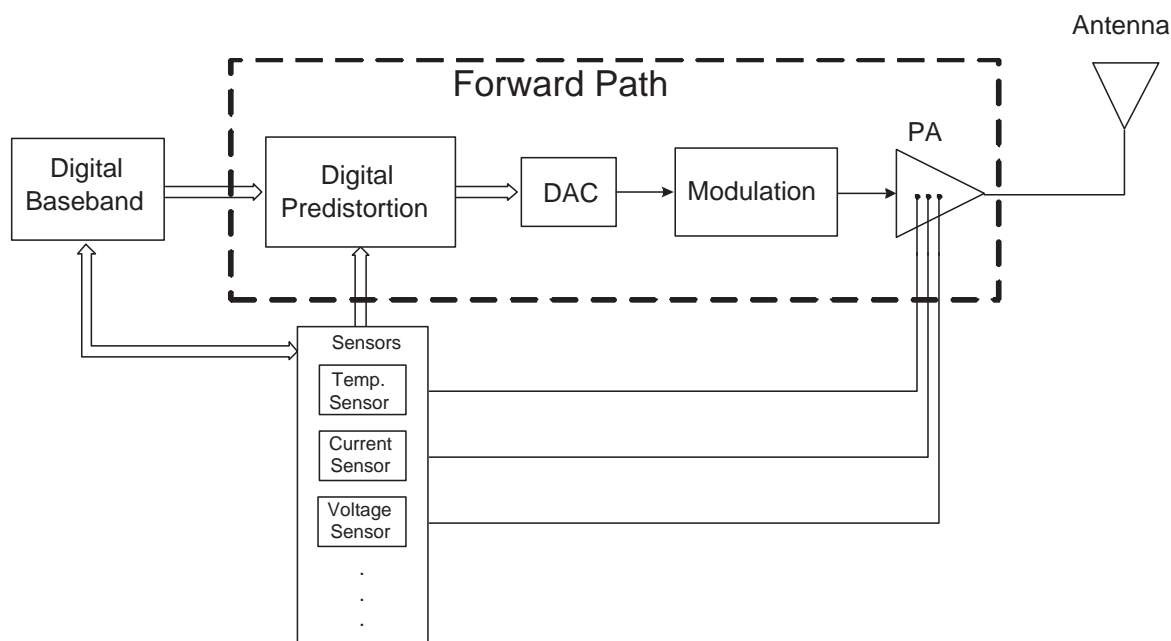 Antenna
Forward Path
PA
Digital
Baseband
Digital
Predistortion
DAC
Modulation
Sensors
Temp.
Sensor
Current
Sensor
Voltage
Sensor
.
.
.